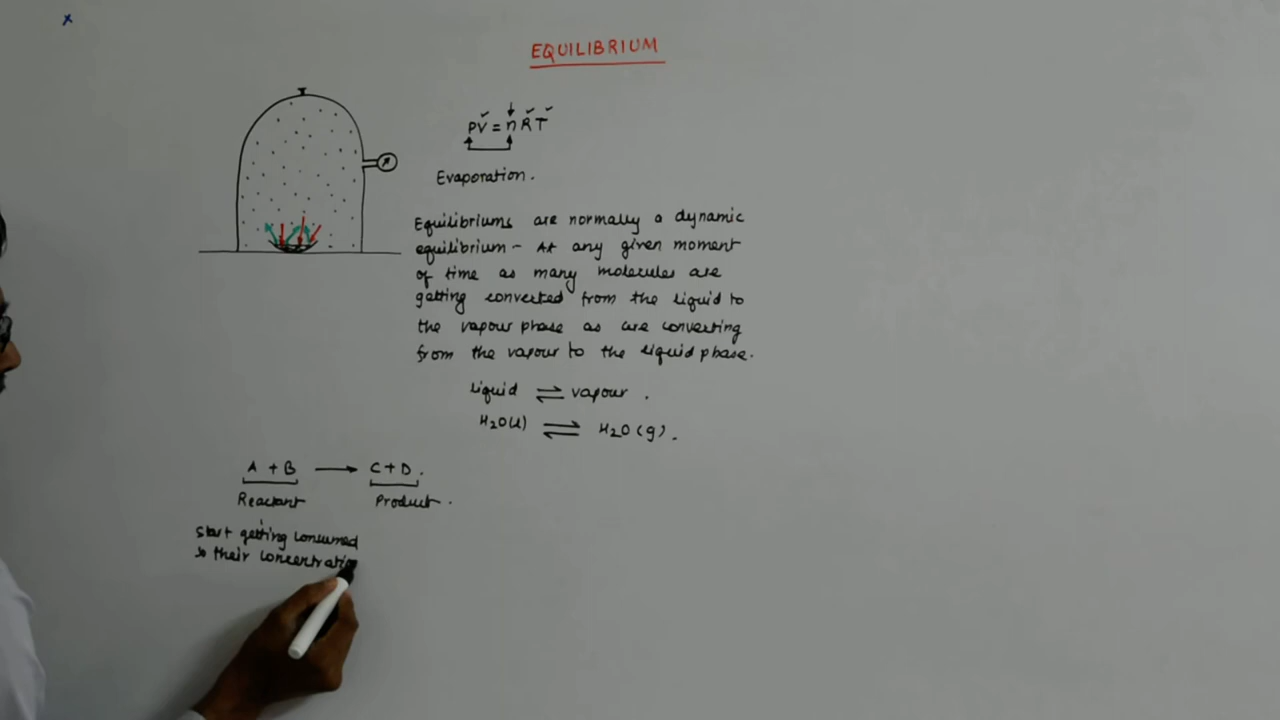 EQUILIBRIUM
PV = nRT
Evaporation.
Equilibriums are normally a dynamic
equilibrium - At any given moment
of time as many molecules are
getting converted from the liquid to
the vapour phase as are converting
from the vapour to the liquid phase.
liquid ⇌ vapour.
H2O(l) ⇌ H2O(g).
A + B → C + D.
Reactant Product.
start getting consumed
so their concentratio